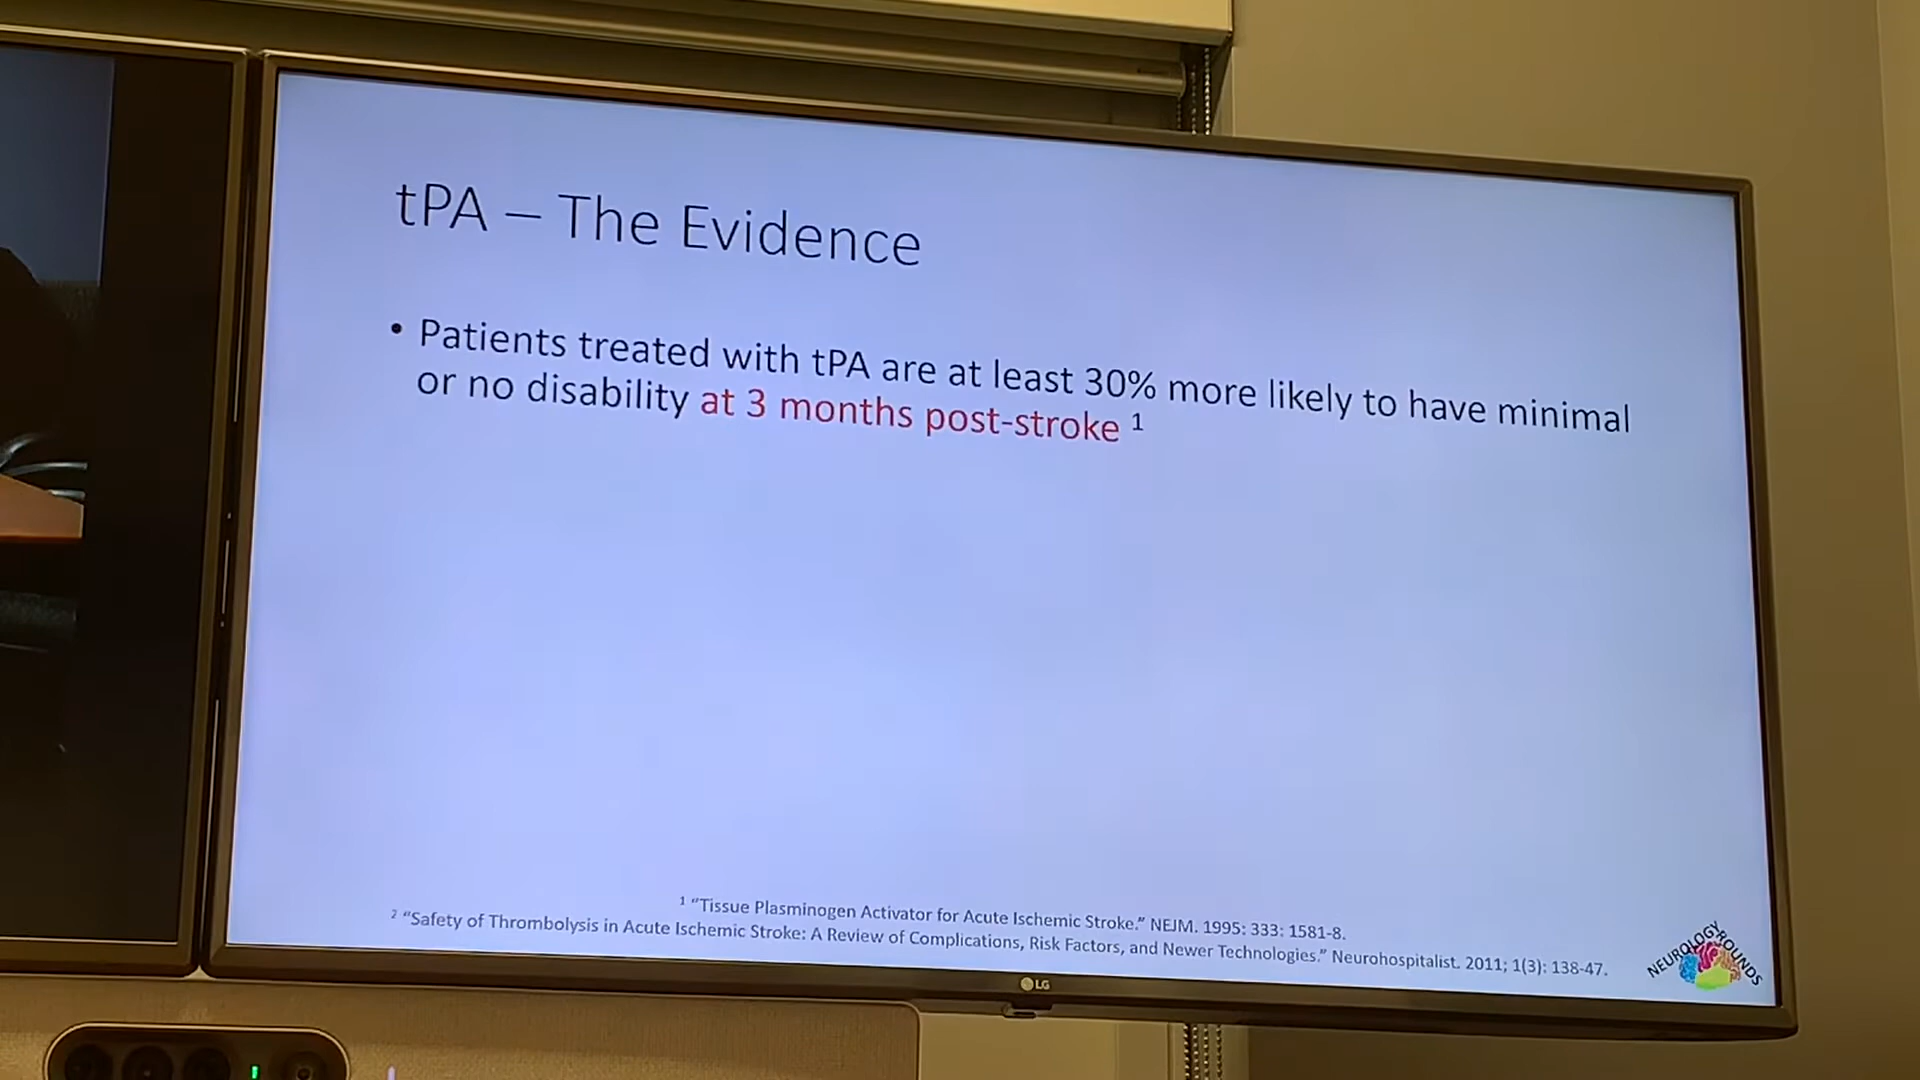 tPA – The Evidence
• Patients treated with tPA are at least 30% more likely to have minimal
or no disability at 3 months post-stroke ¹
¹ “Tissue Plasminogen Activator for Acute Ischemic Stroke.” NEJM. 1995: 333: 1581-8.
² “Safety of Thrombolysis in Acute Ischemic Stroke: A Review of Complications, Risk Factors, and Newer Technologies.” Neurohospitalist. 2011; 1(3): 138-47.
NEUROLOGY ROUNDS
LG